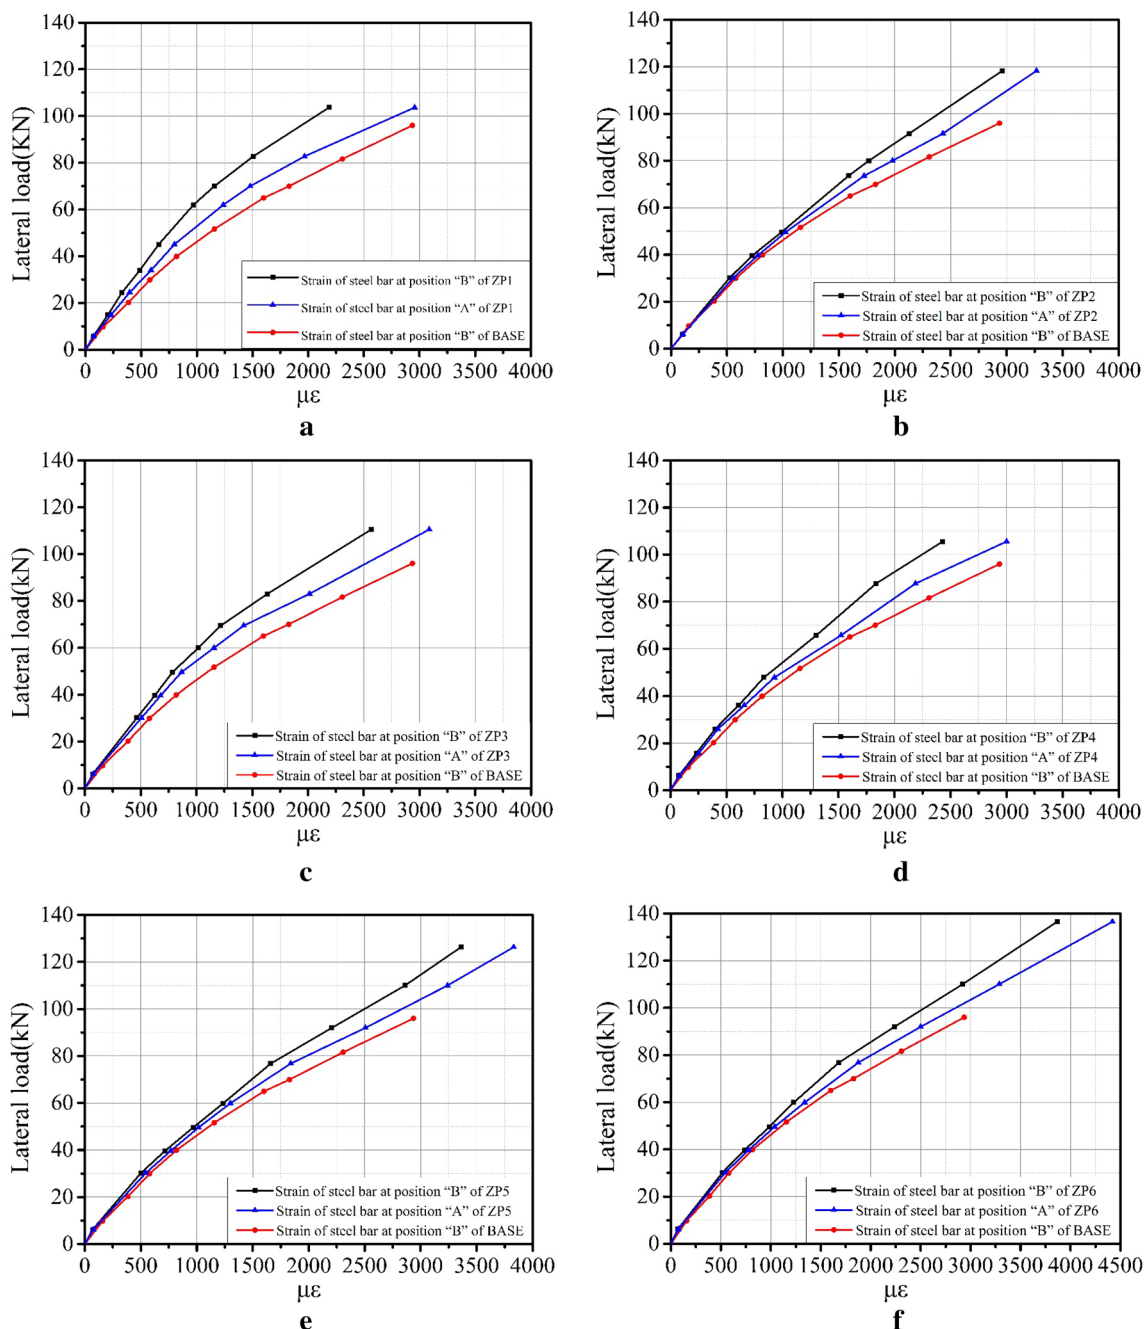 140
120
100
80
60
40
20
0
Lateral load(KN)
Strain of steel bar at position “B” of ZP1
Strain of steel bar at position “A” of ZP1
Strain of steel bar at position “B” of BASE
0 500 1000 1500 2000 2500 3000 3500 4000
με
a
140
120
100
80
60
40
20
0
Lateral load(kN)
Strain of steel bar at position “B” of ZP2
Strain of steel bar at position “A” of ZP2
Strain of steel bar at position “B” of BASE
0 500 1000 1500 2000 2500 3000 3500 4000
με
b
140
120
100
80
60
40
20
0
Lateral load(kN)
Strain of steel bar at position “B” of ZP3
Strain of steel bar at position “A” of ZP3
Strain of steel bar at position “B” of BASE
0 500 1000 1500 2000 2500 3000 3500 4000
με
c
140
120
100
80
60
40
20
0
Lateral load(kN)
Strain of steel bar at position “B” of ZP4
Strain of steel bar at position “A” of ZP4
Strain of steel bar at position “B” of BASE
0 500 1000 1500 2000 2500 3000 3500 4000
με
d
140
120
100
80
60
40
20
0
Lateral load(kN)
Strain of steel bar at position “B” of ZP5
Strain of steel bar at position “A” of ZP5
Strain of steel bar at position “B” of BASE
0 500 1000 1500 2000 2500 3000 3500 4000
με
e
140
120
100
80
60
40
20
0
Lateral load(kN)
Strain of steel bar at position “B” of ZP6
Strain of steel bar at position “A” of ZP6
Strain of steel bar at position “B” of BASE
0 500 1000 1500 2000 2500 3000 3500 4000 4500
με
f